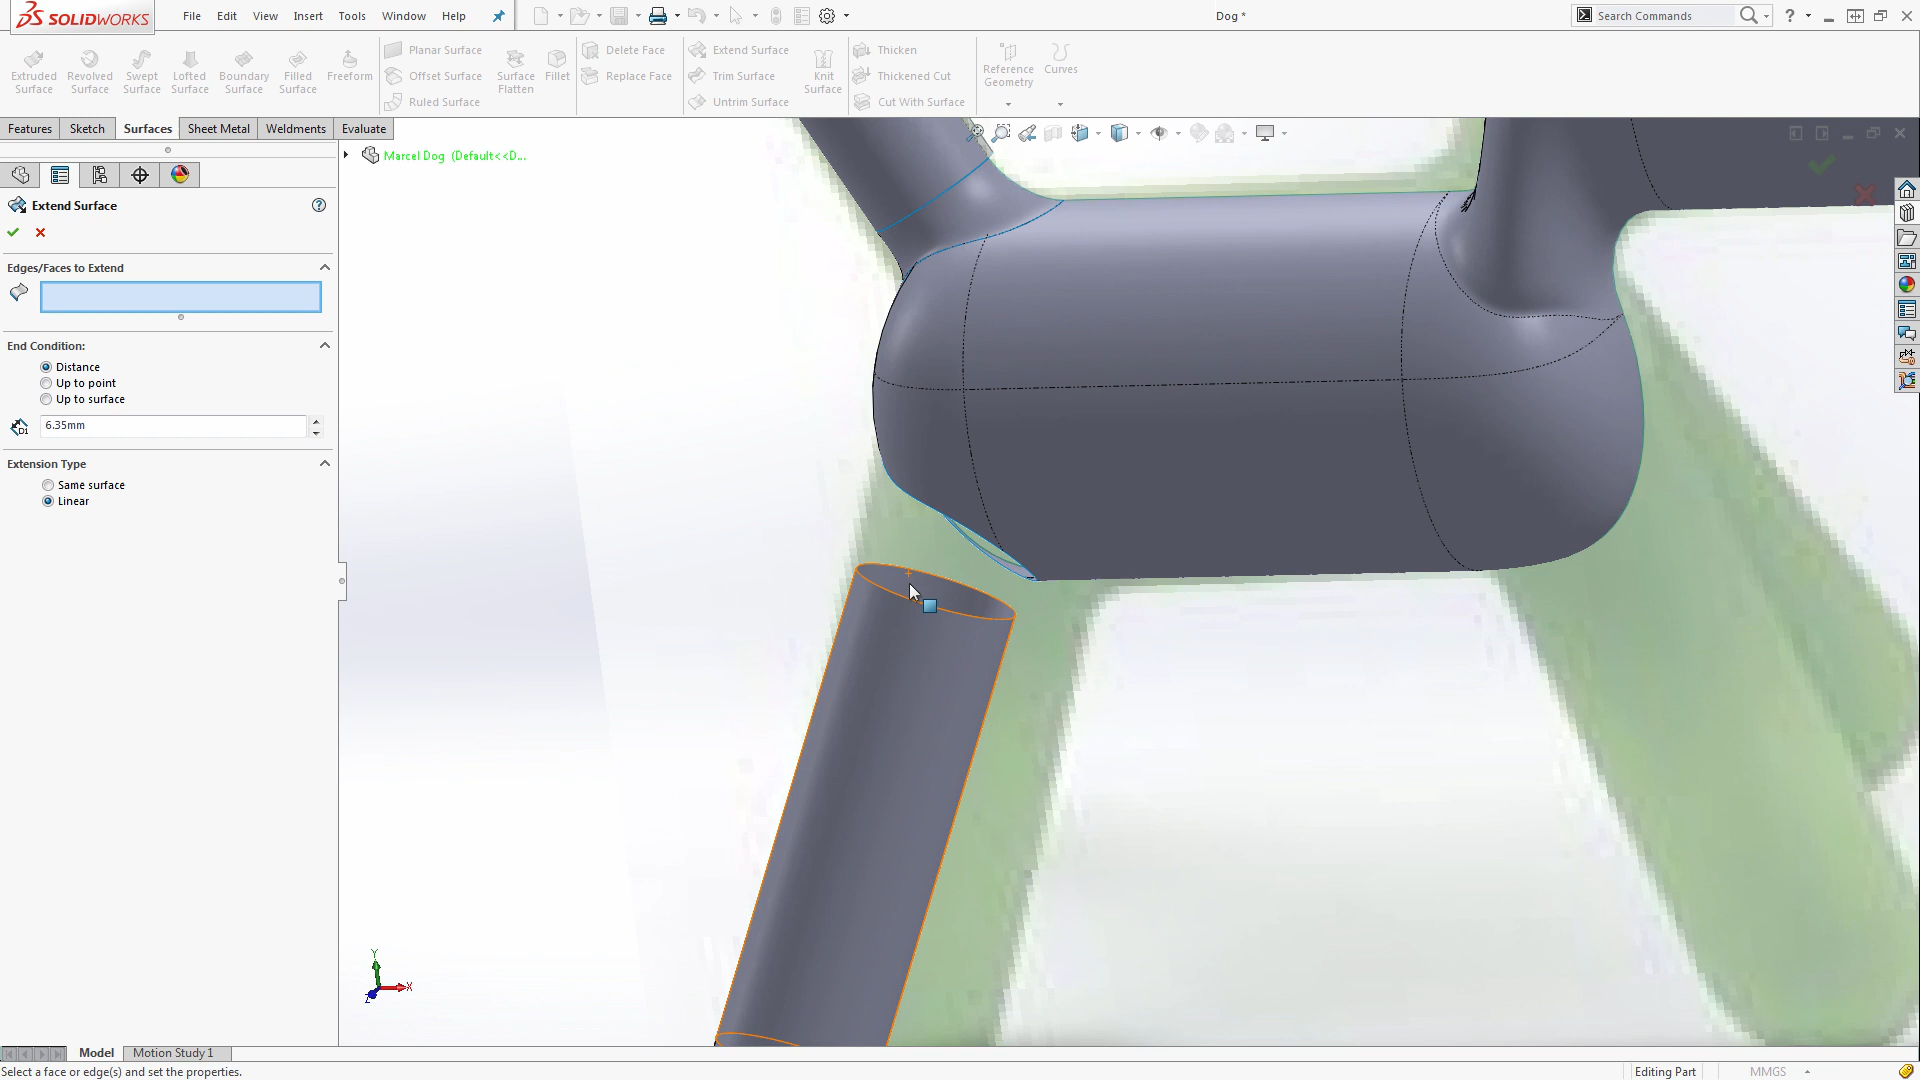 SOLIDWORKS File Edit View Insert Tools Window Help Dog * Search Commands ?
Extruded Surface
Revolved Surface
Swept Surface
Lofted Surface
Boundary Surface
Filled Surface
Freeform
Planar Surface
Offset Surface
Ruled Surface
Surface Flatten
Fillet
Delete Face
Replace Face
Extend Surface
Trim Surface
Untrim Surface
Knit Surface
Thicken
Thickened Cut
Cut With Surface
Reference Geometry
Curves
Features Sketch Surfaces Sheet Metal Weldments Evaluate
Marcel Dog (Default<<D...
Extend Surface ?
Edges/Faces to Extend
End Condition:
Distance
Up to point
Up to surface
D1 6.35mm
Extension Type
Same surface
Linear
Y
X
Z
Model Motion Study 1
Select a face or edge(s) and set the properties. Editing Part MMGS